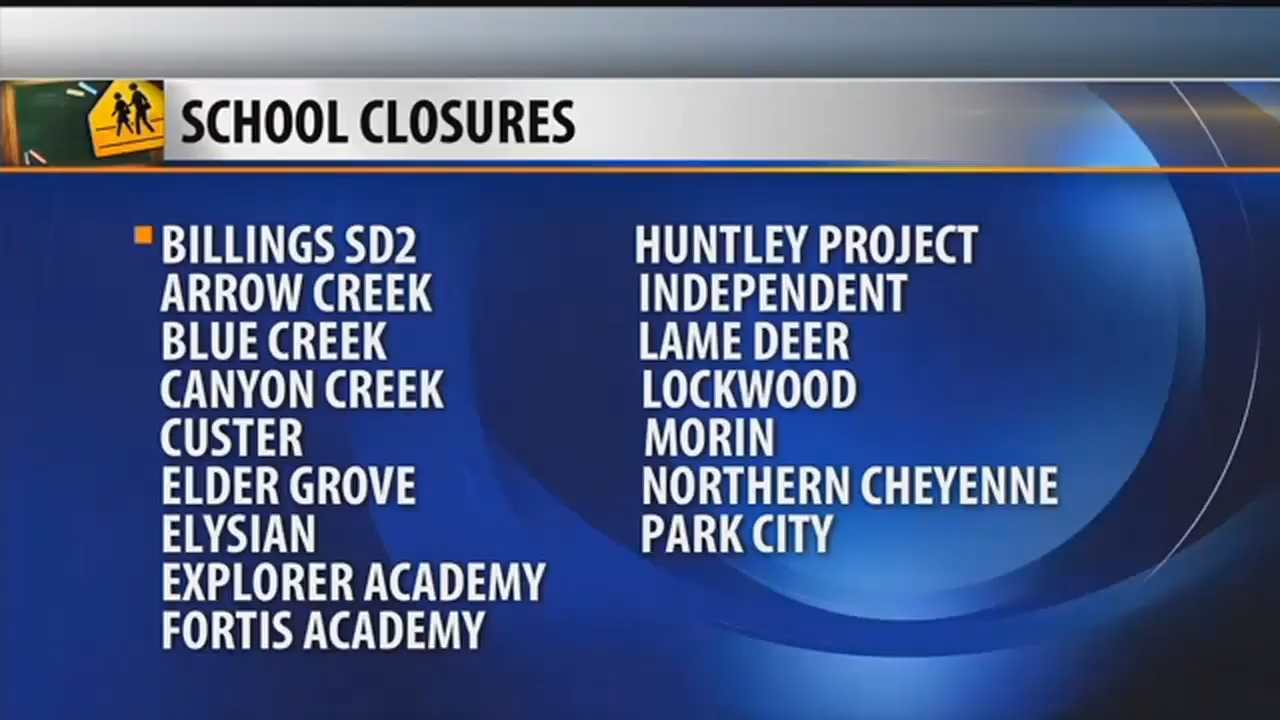 SCHOOL CLOSURES
BILLINGS SD2
ARROW CREEK
BLUE CREEK
CANYON CREEK
CUSTER
ELDER GROVE
ELYSIAN
EXPLORER ACADEMY
FORTIS ACADEMY
HUNTLEY PROJECT
INDEPENDENT
LAME DEER
LOCKWOOD
MORIN
NORTHERN CHEYENNE
PARK CITY